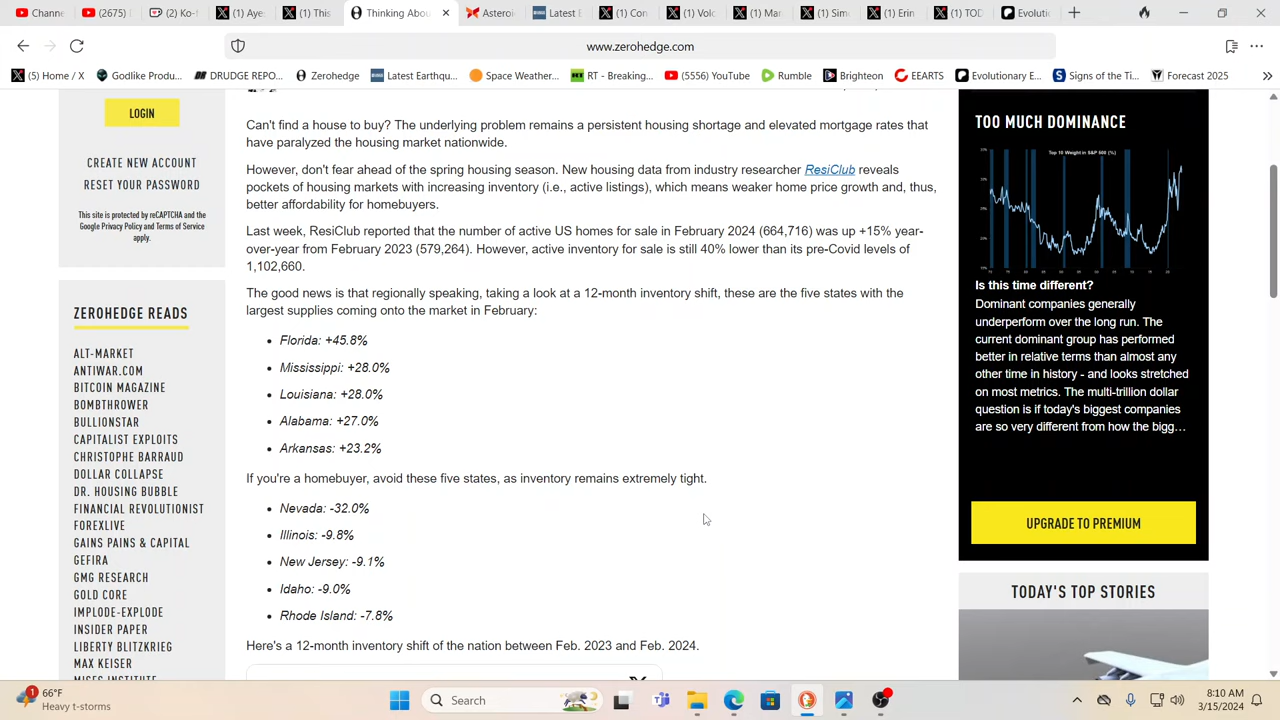 Channe
(2675)
Ko-f
(1) Aye
(1) This
Thinking Abou
Asteroi
Latest E
(1) Con
(1) Volc
(1) Mar
(1) Sim
(1) Erin
(1) TOD
Evoluti
www.zerohedge.com
(5) Home / X
Godlike Produ...
DRUDGE REPO...
Zerohedge
Latest Earthqu...
Space Weather...
RT - Breaking...
(5556) YouTube
Rumble
Brighteon
EEARTS
Evolutionary E...
Signs of the Ti...
Forecast 2025
LOGIN
CREATE NEW ACCOUNT
RESET YOUR PASSWORD
This site is protected by reCAPTCHA and the
Google Privacy Policy and Terms of Service
apply.
ZEROHEDGE READS
ALT-MARKET
ANTIWAR.COM
BITCOIN MAGAZINE
BOMBTHROWER
BULLIONSTAR
CAPITALIST EXPLOITS
CHRISTOPHE BARRAUD
DOLLAR COLLAPSE
DR. HOUSING BUBBLE
FINANCIAL REVOLUTIONIST
FOREXLIVE
GAINS PAINS & CAPITAL
GEFIRA
GMG RESEARCH
GOLD CORE
IMPLODE-EXPLODE
INSIDER PAPER
LIBERTY BLITZKRIEG
MAX KEISER
MISES INSTITUTE
Can't find a house to buy? The underlying problem remains a persistent housing shortage and elevated mortgage rates that
have paralyzed the housing market nationwide.
However, don't fear ahead of the spring housing season. New housing data from industry researcher ResiClub reveals
pockets of housing markets with increasing inventory (i.e., active listings), which means weaker home price growth and, thus,
better affordability for homebuyers.
Last week, ResiClub reported that the number of active US homes for sale in February 2024 (664,716) was up +15% year-
over-year from February 2023 (579,264). However, active inventory for sale is still 40% lower than its pre-Covid levels of
1,102,660.
The good news is that regionally speaking, taking a look at a 12-month inventory shift, these are the five states with the
largest supplies coming onto the market in February:
Florida: +45.8%
Mississippi: +28.0%
Louisiana: +28.0%
Alabama: +27.0%
Arkansas: +23.2%
If you're a homebuyer, avoid these five states, as inventory remains extremely tight.
Nevada: -32.0%
Illinois: -9.8%
New Jersey: -9.1%
Idaho: -9.0%
Rhode Island: -7.8%
Here's a 12-month inventory shift of the nation between Feb. 2023 and Feb. 2024.
TOO MUCH DOMINANCE
Top 10 Weight in S&P 500 (%)
Is this time different?
Dominant companies generally
underperform over the long run. The
current dominant group has performed
better in relative terms than almost any
other time in history - and looks stretched
on most metrics. The multi-trillion dollar
question is if today's biggest companies
are so very different from how the bigg...
UPGRADE TO PREMIUM
TODAY'S TOP STORIES
1
66°F
Heavy t-storms
Search
8:10 AM
3/15/2024